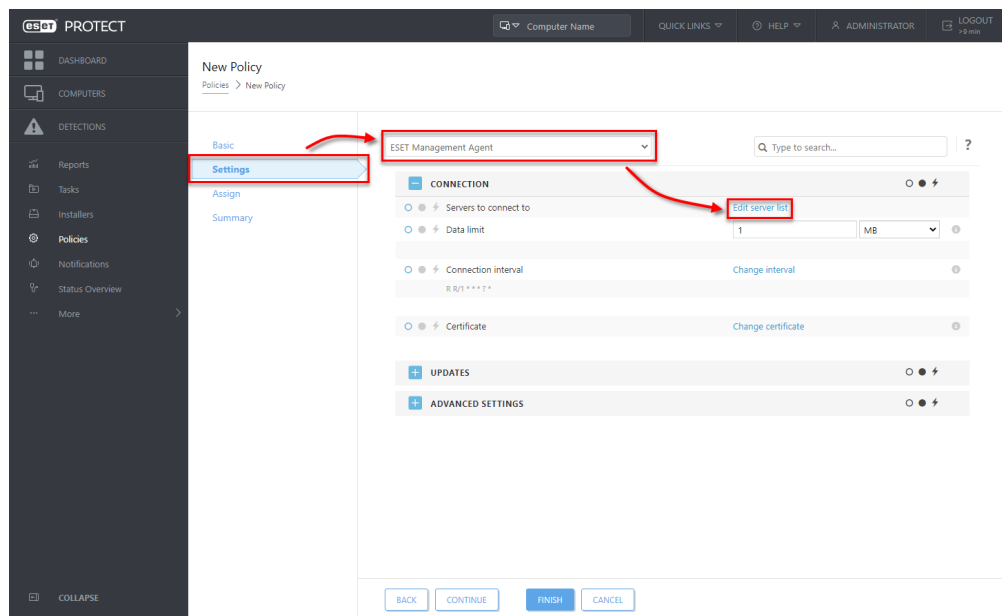 eset PROTECT
Computer Name
QUICK LINKS
HELP
ADMINISTRATOR
LOGOUT
>9 min
DASHBOARD
COMPUTERS
DETECTIONS
Reports
Tasks
Installers
Policies
Notifications
Status Overview
More
COLLAPSE
New Policy
Policies > New Policy
Basic
Settings
Assign
Summary
ESET Management Agent
Type to search...
?
CONNECTION
Servers to connect to
Edit server list
Data limit
1
MB
Connection interval
Change interval
R R/1 * * * ? *
Certificate
Change certificate
UPDATES
ADVANCED SETTINGS
BACK
CONTINUE
FINISH
CANCEL